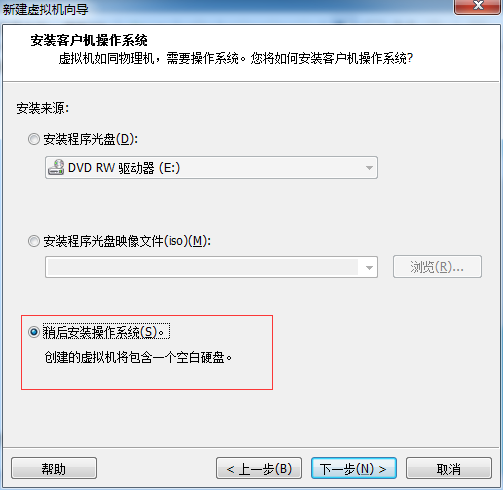 新建虚拟机向导
安装客户机操作系统
虚拟机如同物理机，需要操作系统。您将如何安装客户机操作系统?
安装来源:
安装程序光盘(D):
DVD RW 驱动器 (E:)
安装程序光盘映像文件(iso)(M):
浏览(R)...
稍后安装操作系统(S)。
创建的虚拟机将包含一个空白硬盘。
帮助
< 上一步(B)
下一步(N) >
取消